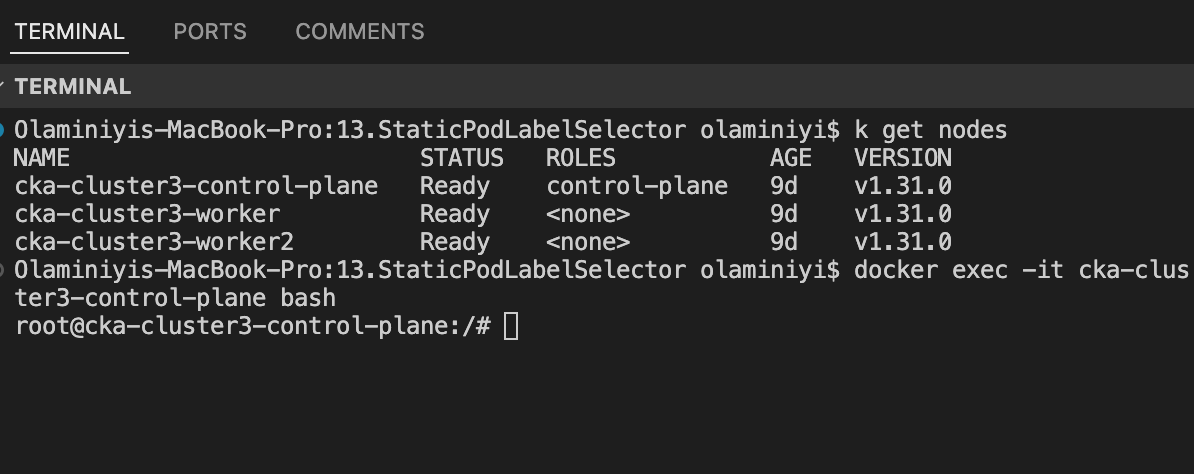 TERMINAL PORTS COMMENTS
TERMINAL
Olaminiyis-MacBook-Pro:13.StaticPodLabelSelector olaminiyi$ k get nodes
NAME STATUS ROLES AGE VERSION
cka-cluster3-control-plane Ready control-plane 9d v1.31.0
cka-cluster3-worker Ready <none> 9d v1.31.0
cka-cluster3-worker2 Ready <none> 9d v1.31.0
Olaminiyis-MacBook-Pro:13.StaticPodLabelSelector olaminiyi$ docker exec -it cka-clus
ter3-control-plane bash
root@cka-cluster3-control-plane:/#